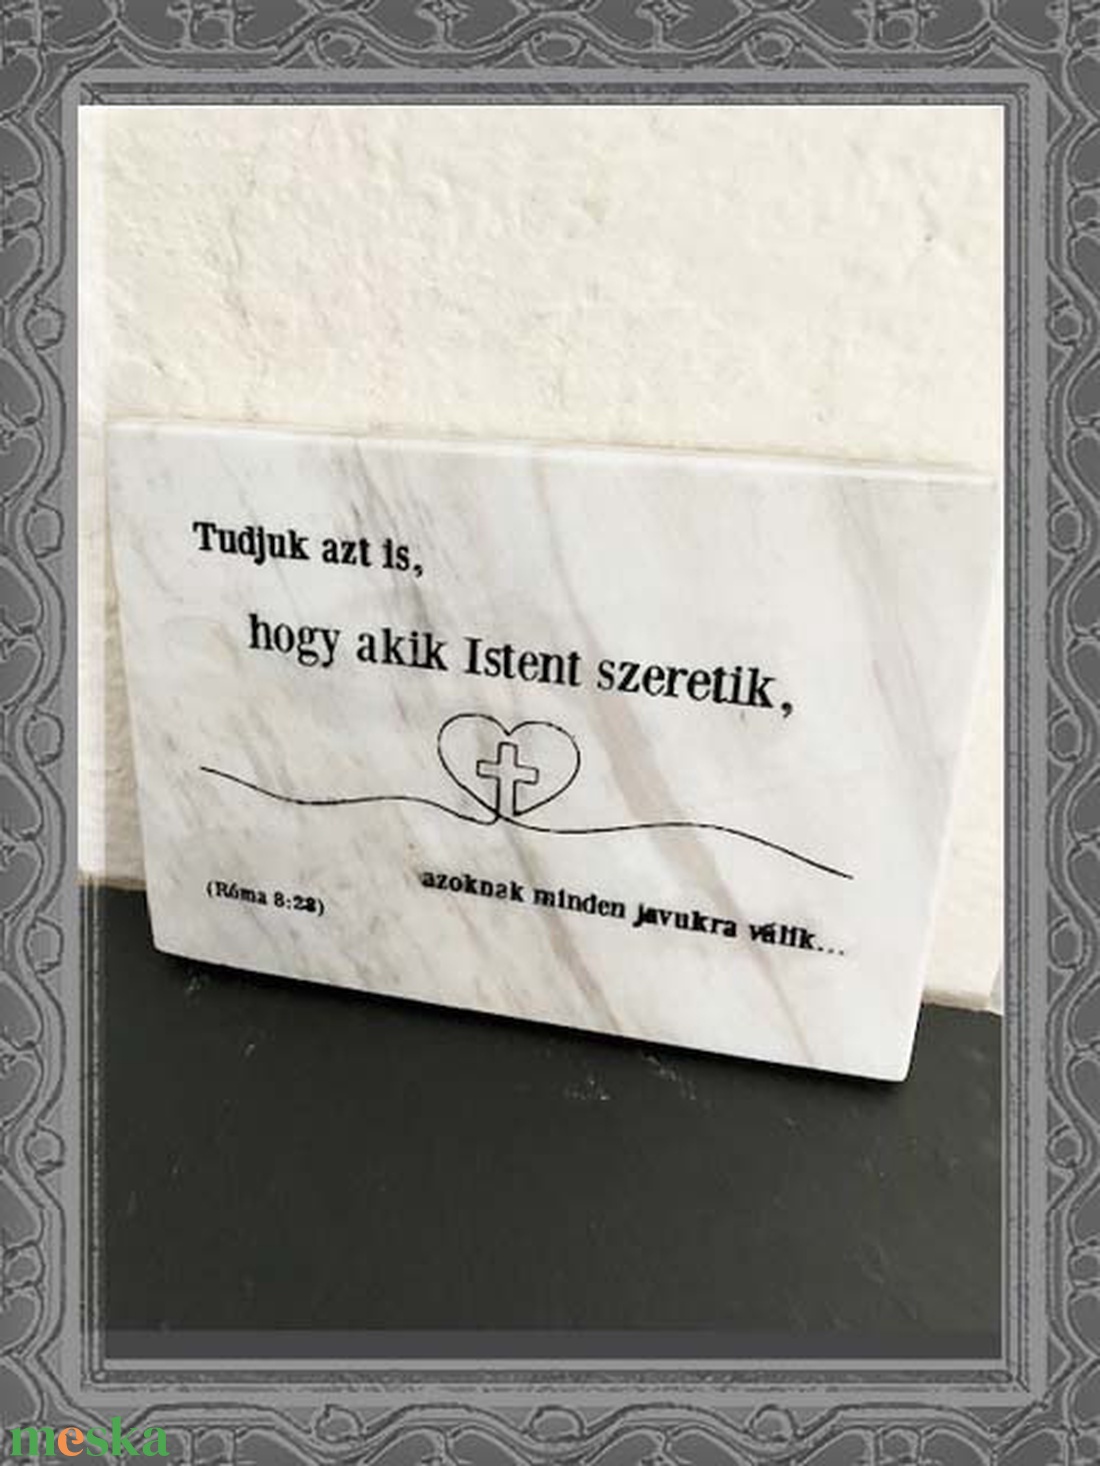 Tudjuk azt is,
hogy akik Istent szeretik,
azoknak minden javukra válik...
(Róma 8:28)
meska